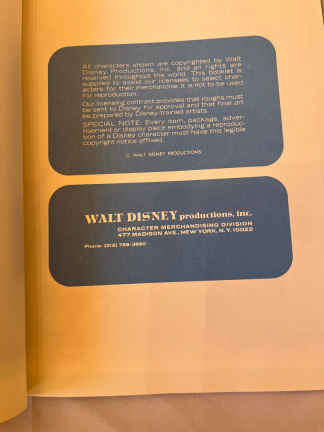 All characters shown are copyrighted by Walt
Disney Productions, Inc. and all rights are
reserved throughout the world. This booklet is
supplied to assist our licensees to select char-
acters for their merchandise. It is not to be used
for reproduction.
Our licensing contract provides that roughs must
be sent to Disney for approval and that final art
be prepared by Disney-trained artists.
SPECIAL NOTE: Every item, package, adver-
tisement or display piece embodying a reproduc-
tion of a Disney character must have this legible
copyright notice affixed.
© WALT DISNEY PRODUCTIONS
WALT DISNEY productions, inc.
CHARACTER MERCHANDISING DIVISION
477 MADISON AVE., NEW YORK, N.Y. 10022
Phone: